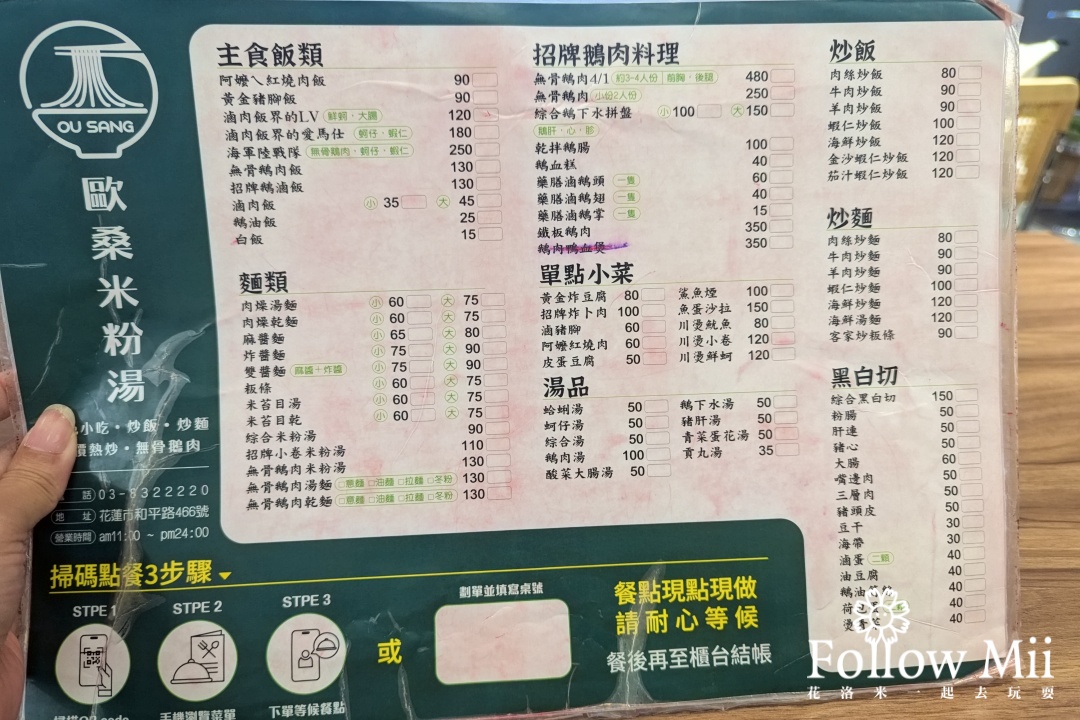 OU SANG
歐桑米粉湯
小吃・炒飯・炒麵
熱炒・無骨鵝肉
話 03-8322220
地 址 花蓮市和平路466號
營業時間 am11:00 ~ pm24:00
主食飯類
阿嬤ㄟ紅燒肉飯 90
黃金豬腳飯 90
滷肉飯界的LV 鮮蚵・大腸 120
滷肉飯界的愛馬仕 蚵仔・蝦仁 180
海軍陸戰隊 無骨鵝肉・蚵仔・蝦仁 250
無骨鵝肉飯 130
招牌鵝滷飯 130
滷肉飯 小 35 大 45
鵝油飯 25
白飯 15
麵類
肉燥湯麵 小 60 大 75
肉燥乾麵 小 60 大 75
麻醬麵 小 65 大 80
炸醬麵 小 75 大 90
雙醬麵 麻醬+炸醬 小 75 大 90
粄條 小 60 大 75
米苔目湯 小 60 大 75
米苔目乾 小 60 大 75
綜合米粉湯 90
招牌小卷米粉湯 110
無骨鵝肉米粉湯 130
無骨鵝肉湯麵 □意麵 □油麵 □拉麵 □冬粉 130
無骨鵝肉乾麵 □意麵 □油麵 □拉麵 □冬粉 130
招牌鵝肉料理
無骨鵝肉4/1 約3-4人份 前胸・後腿 480
無骨鵝肉 小份2人份 250
綜合鵝下水拼盤 小 100 大 150
鵝肝・心・胗
乾拌鵝腸 100
鵝血糕 40
藥膳滷鵝頭 一隻 60
藥膳滷鵝翅 一隻 40
藥膳滷鵝掌 一隻 15
鐵板鵝肉 350
鵝肉鴨血煲 350
單點小菜
黃金炸豆腐 80
招牌炸卜肉 100
滷豬腳 60
阿嬤紅燒肉 60
皮蛋豆腐 50
鯊魚煙 100
魚蛋沙拉 150
川燙魷魚 80
川燙小卷 120
川燙鮮蚵 120
湯品
蛤蜊湯 50
蚵仔湯 50
綜合湯 50
鵝肉湯 100
酸菜大腸湯 50
鵝下水湯 50
豬肝湯 50
青菜蛋花湯 50
貢丸湯 35
炒飯
肉絲炒飯 80
牛肉炒飯 90
羊肉炒飯 90
蝦仁炒飯 100
海鮮炒飯 120
金沙蝦仁炒飯 120
茄汁蝦仁炒飯 120
炒麵
肉絲炒麵 80
牛肉炒麵 90
羊肉炒麵 90
蝦仁炒麵 100
海鮮炒麵 120
海鮮湯麵 120
客家炒粄條 90
黑白切
綜合黑白切 150
粉腸 50
肝連 50
豬心 50
大腸 60
嘴邊肉 50
三層肉 50
豬頭皮 50
豆干 30
海帶 30
滷蛋 二顆 40
油豆腐 40
鵝油 40
荷包 40
燙青菜 40
掃碼點餐3步驟
STPE 1
STPE 2
STPE 3
手機瀏覽菜單
下單等候餐點
或
劃單並填寫桌號
餐點現點現做
請耐心等候
餐後再至櫃台結帳
Follow Mii
花洛米一起去玩耍